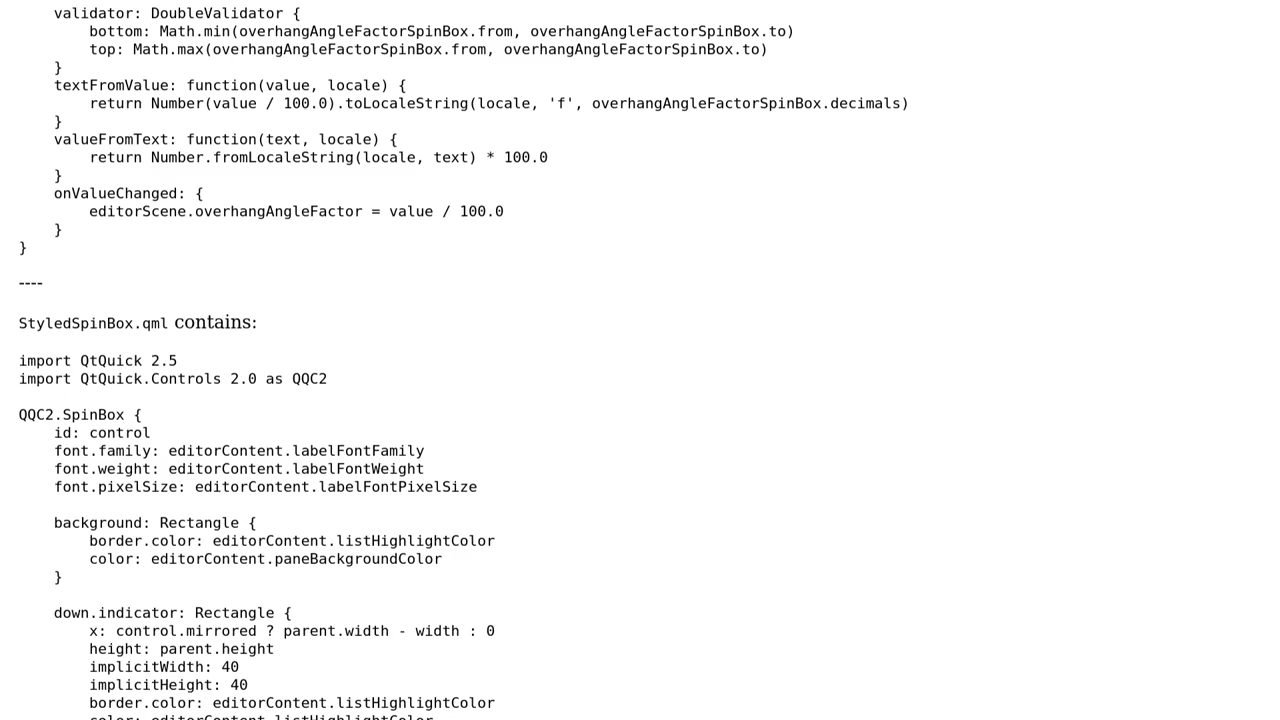 validator: DoubleValidator {
        bottom: Math.min(overhangAngleFactorSpinBox.from, overhangAngleFactorSpinBox.to)
        top: Math.max(overhangAngleFactorSpinBox.from, overhangAngleFactorSpinBox.to)
    }
    textFromValue: function(value, locale) {
        return Number(value / 100.0).toLocaleString(locale, 'f', overhangAngleFactorSpinBox.decimals)
    }
    valueFromText: function(text, locale) {
        return Number.fromLocaleString(locale, text) * 100.0
    }
    onValueChanged: {
        editorScene.overhangAngleFactor = value / 100.0
    }
}
----
StyledSpinBox.qml contains:
import QtQuick 2.5
import QtQuick.Controls 2.0 as QQC2
QQC2.SpinBox {
    id: control
    font.family: editorContent.labelFontFamily
    font.weight: editorContent.labelFontWeight
    font.pixelSize: editorContent.labelFontPixelSize
    background: Rectangle {
        border.color: editorContent.listHighlightColor
        color: editorContent.paneBackgroundColor
    }
    down.indicator: Rectangle {
        x: control.mirrored ? parent.width - width : 0
        height: parent.height
        implicitWidth: 40
        implicitHeight: 40
        border.color: editorContent.listHighlightColor
        color: editorContent.listHighlightColor